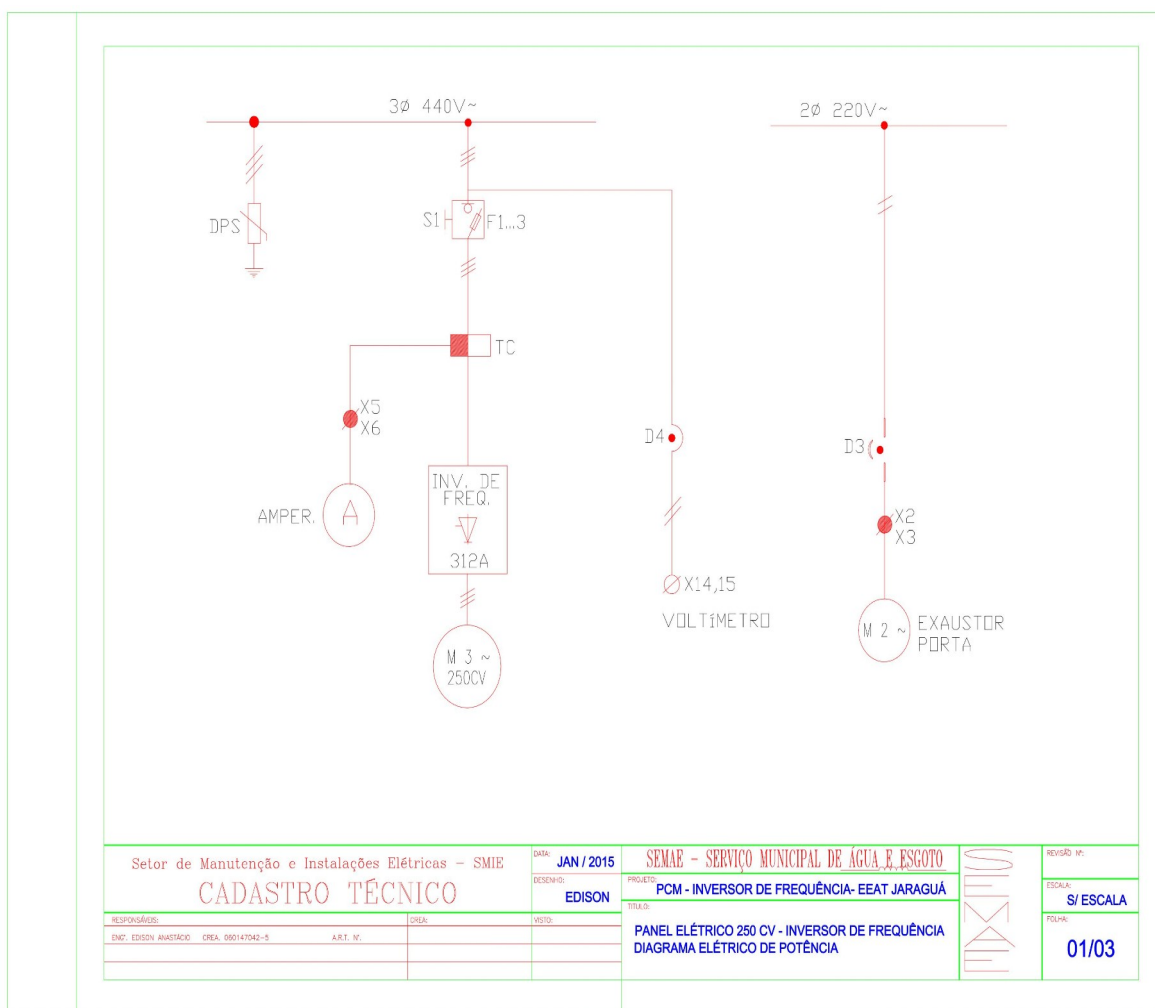 3Ø 440V~
2Ø 220V~
DPS
S1
F1...3
TC
X5
X6
AMPER.
A
INV. DE
FREQ.
312A
M 3 ~
250CV
D4
X14,15
VOLTíMETRO
D3
X2
X3
M 2 ~
EXAUSTOR
PORTA
Setor de Manutenção e Instalações Elétricas - SMIE
CADASTRO TÉCNICO
RESPONSÁVEIS:
CREA:
ENGº. EDISON ANASTÁCIO CREA. 060147042-5 A.R.T. Nº.
DATA:
JAN / 2015
DESENHO:
EDISON
VISTO:
SEMAE - SERVIÇO MUNICIPAL DE ÁGUA E ESGOTO
PROJETO:
PCM - INVERSOR DE FREQUÊNCIA- EEAT JARAGUÁ
TITULO:
PANEL ELÉTRICO 250 CV - INVERSOR DE FREQUÊNCIA
DIAGRAMA ELÉTRICO DE POTÊNCIA
REVISÃO Nº:
ESCALA:
S/ ESCALA
FOLHA:
01/03